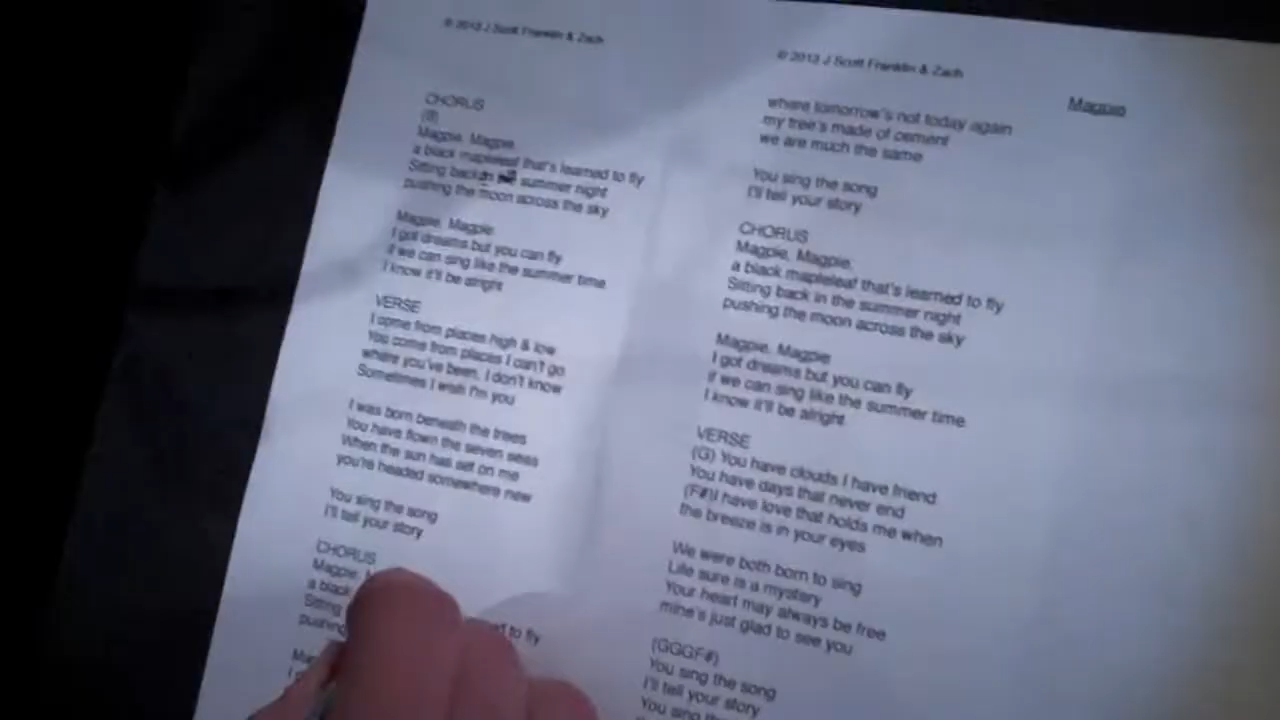 © 2013 J Scott Franklin & Zach
CHORUS
Magpie, Magpie,
a black mapleleaf that's learned to fly
Sitting back in summer night
pushing the moon across the sky
Magpie, Magpie
I got dreams but you can fly
if we can sing like the summer time
I know it'll be alright
VERSE
I come from places high & low
You come from places I can't go
where you've been, I don't know
Sometimes I wish I'm you
I was born beneath the trees
You have flown the seven seas
When the sun has set on me
you're headed somewhere new
You sing the song
I'll tell your story
CHORUS
Magpie,
a black
Sitting
pushing
to fly
© 2013 J Scott Franklin & Zach
Magpie
where tomorrow's not today again
my tree's made of cement
we are much the same
You sing the song
I'll tell your story
CHORUS
Magpie, Magpie,
a black mapleleaf that's learned to fly
Sitting back in the summer night
pushing the moon across the sky
Magpie, Magpie
I got dreams but you can fly
if we can sing like the summer time
I know it'll be alright
VERSE
(G) You have clouds I have friend
You have days that never end
(F#)I have love that holds me when
the breeze is in your eyes
We were both born to sing
Life sure is a mystery
Your heart may always be free
mine's just glad to see you
(GGGF#)
You sing the song
I'll tell your story
You sing